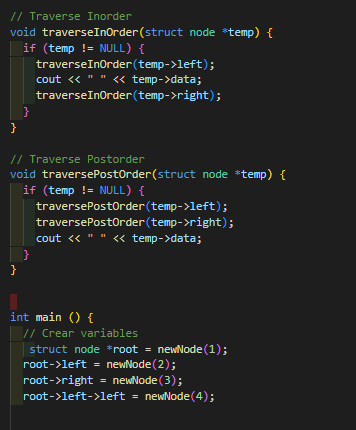 // Traverse Inorder
void traverseInOrder(struct node *temp) {
if (temp != NULL) {
traverseInOrder(temp->left);
cout << " " << temp->data;
traverseInOrder(temp->right);
}
}
// Traverse Postorder
void traversePostOrder(struct node *temp) {
if (temp != NULL) {
traversePostOrder(temp->left);
traversePostOrder(temp->right);
cout << " " << temp->data;
}
}
int main () {
// Crear variables
struct node *root = newNode(1);
root->left = newNode(2);
root->right = newNode(3);
root->left->left = newNode(4);